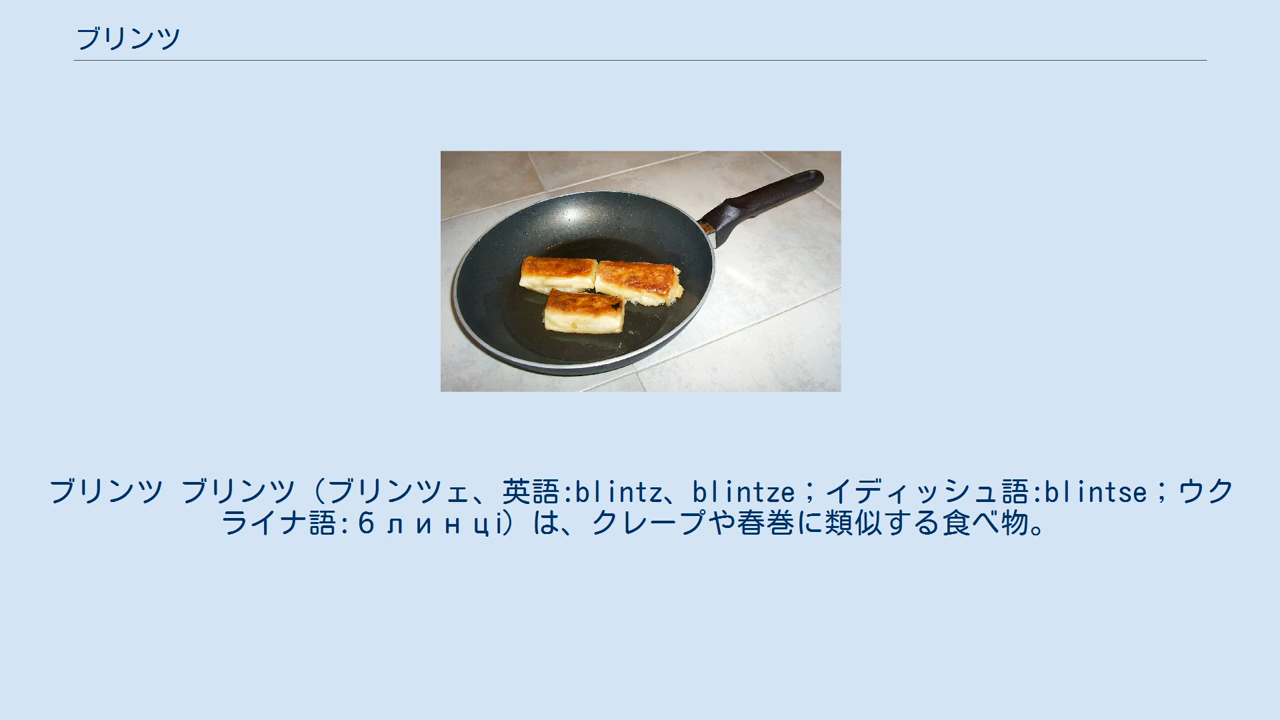 ブリンツ
ブリンツ ブリンツ（ブリンツェ、英語:blintz、blintze；イディッシュ語:blintse；ウク
ライナ語:блинці）は、クレープや春巻に類似する食べ物。